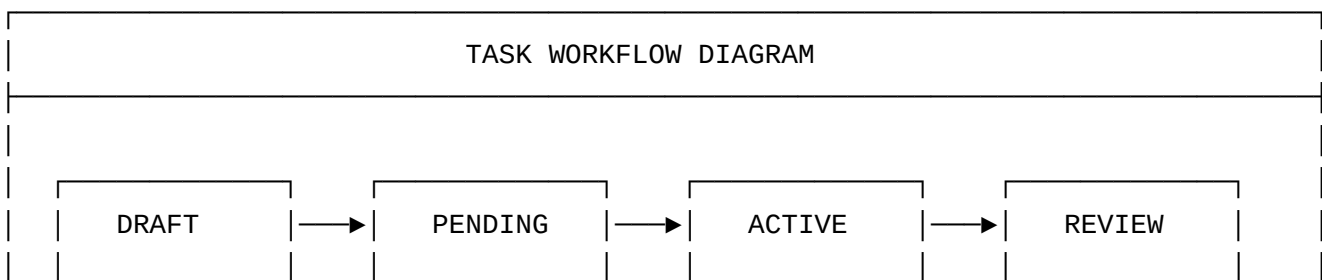 TASK WORKFLOW DIAGRAM
DRAFT PENDING ACTIVE REVIEW